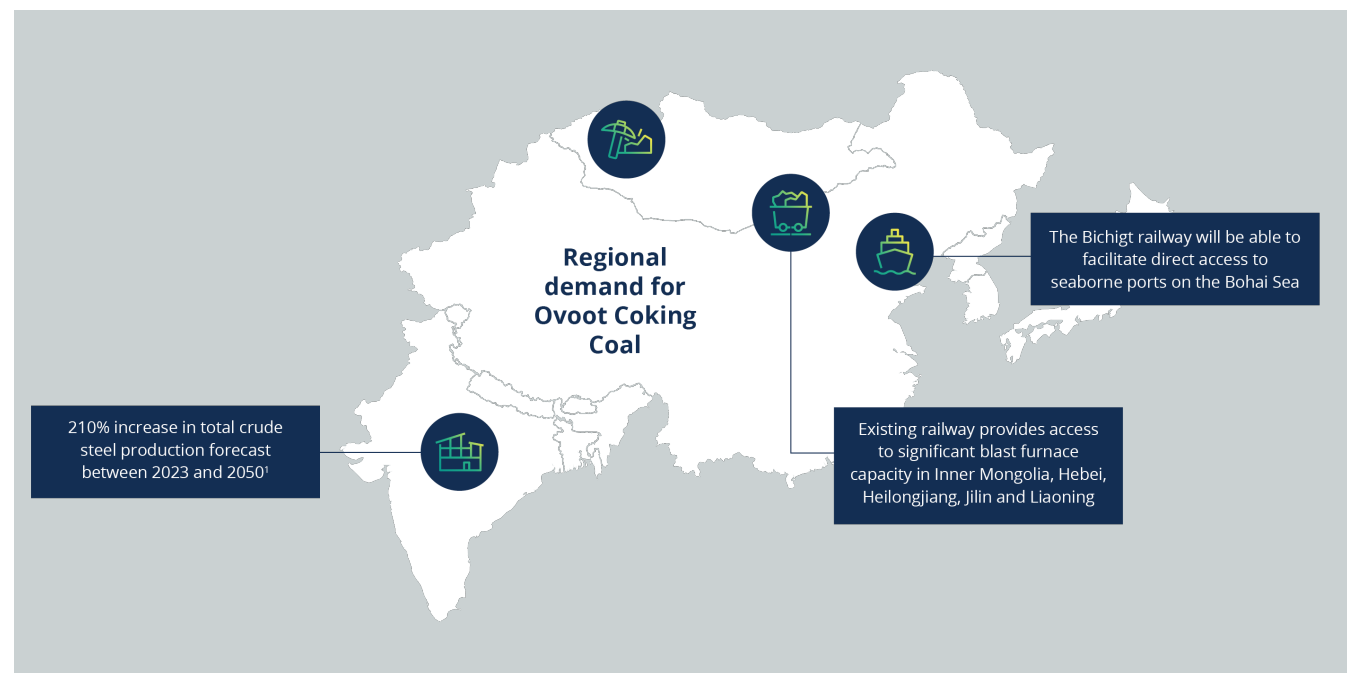 Regional
demand for
Ovoot Coking
Coal
The Bichigt railway will be able to
facilitate direct access to
seaborne ports on the Bohai Sea
210% increase in total crude
steel production forecast
between 2023 and 2050¹
Existing railway provides access
to significant blast furnace
capacity in Inner Mongolia, Hebei,
Heilongjiang, Jilin and Liaoning